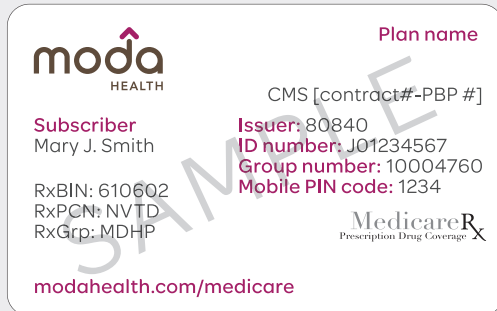 moda
HEALTH
Plan name
CMS [contract#-PBP #]
Subscriber
Mary J. Smith
Issuer: 80840
ID number: J01234567
Group number: 10004760
Mobile PIN code: 1234
RxBIN: 610602
RxPCN: NVTD
RxGrp: MDHP
MedicareRx
Prescription Drug Coverage
modahealth.com/medicare
SAMPLE